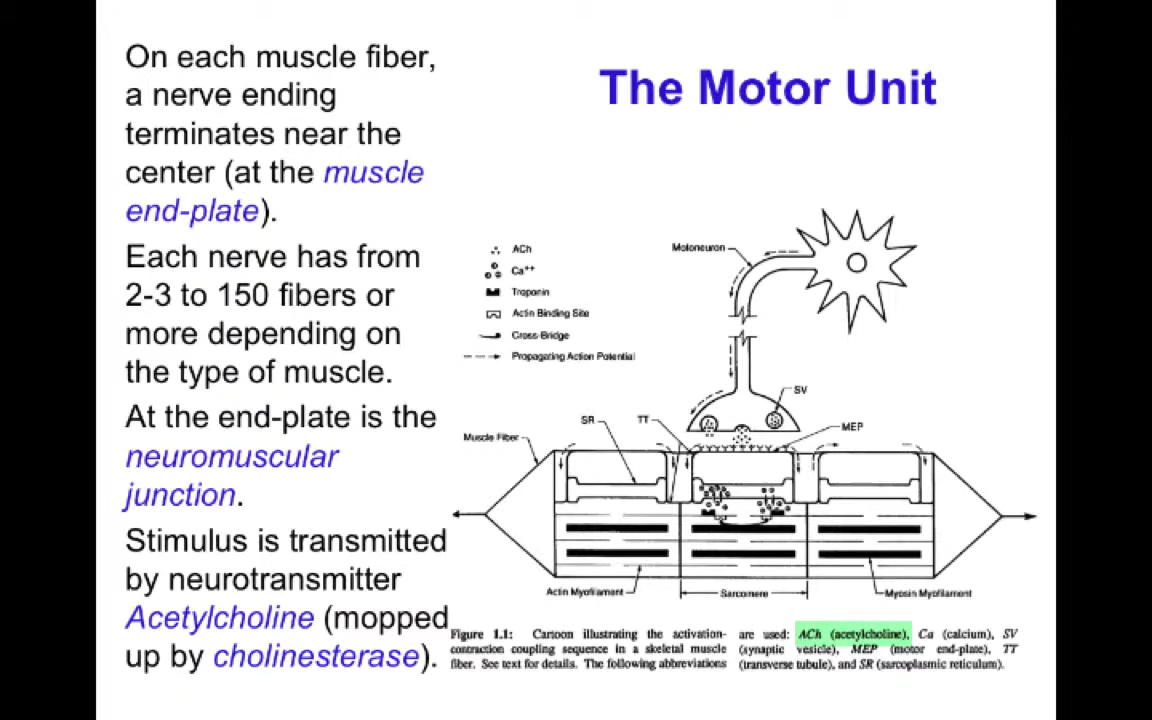 The Motor Unit
On each muscle fiber,
a nerve ending
terminates near the
center (at the muscle
end-plate).
Each nerve has from
2-3 to 150 fibers or
more depending on
the type of muscle.
At the end-plate is the
neuromuscular
junction.
Stimulus is transmitted
by neurotransmitter
Acetylcholine (mopped
up by cholinesterase).
ACh
Ca++
Troponin
Actin Binding Site
Cross-Bridge
Propagating Action Potential
Motoneuron
SV
SR
TT
MEP
Muscle Fiber
Actin Myofilament
Sarcomere
Myosin Myofilament
Figure 1.1: Cartoon illustrating the activation-
contraction coupling sequence in a skeletal muscle
fiber. See text for details. The following abbreviations
are used: ACh (acetylcholine), Ca (calcium), SV
(synaptic vesicle), MEP (motor end-plate), TT
(transverse tubule), and SR (sarcoplasmic reticulum).